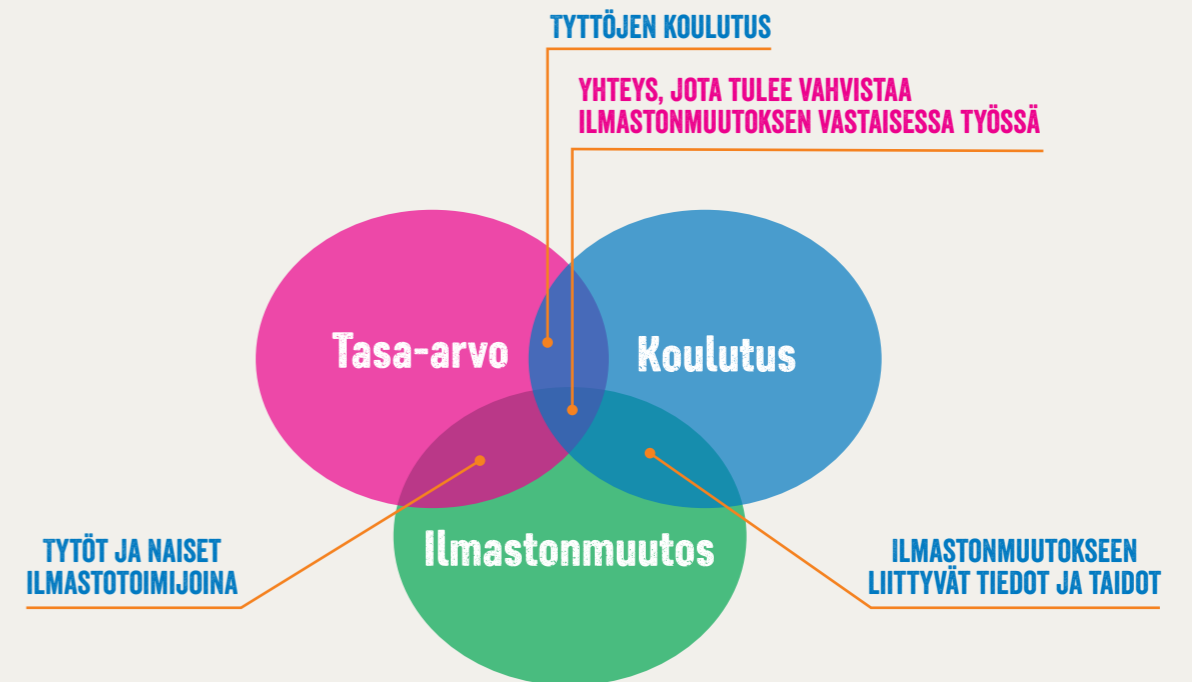 TYTTÖJEN KOULUTUS
YHTEYS, JOTA TULEE VAHVISTAA
ILMASTONMUUTOKSEN VASTAISESSA TYÖSSÄ
Tasa-arvo
Koulutus
Ilmastonmuutos
TYTÖT JA NAISET
ILMASTOTOIMIJOINA
ILMASTONMUUTOKSEEN
LIITTYVÄT TIEDOT JA TAIDOT